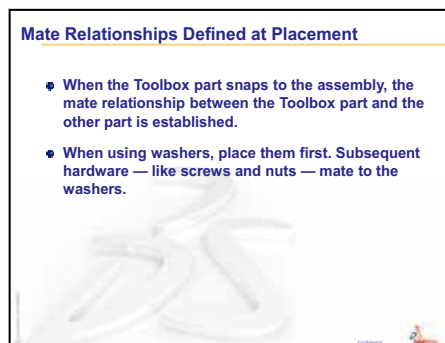 Mate Relationships Defined at Placement
When the Toolbox part snaps to the assembly, the
mate relationship between the Toolbox part and the
other part is established.
When using washers, place them first. Subsequent
hardware — like screws and nuts — mate to the
washers.
Confidential